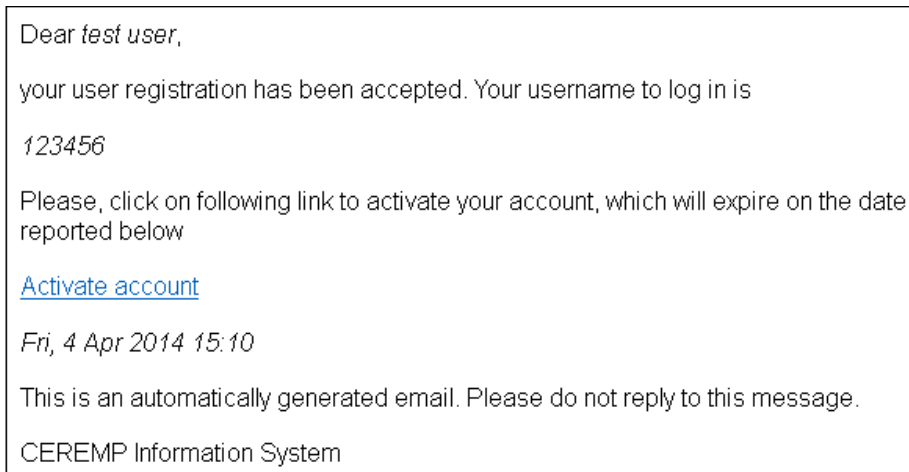 Dear test user,
your user registration has been accepted. Your username to log in is
123456
Please, click on following link to activate your account, which will expire on the date
reported below
Activate account
Fri, 4 Apr 2014 15:10
This is an automatically generated email. Please do not reply to this message.
CEREMP Information System